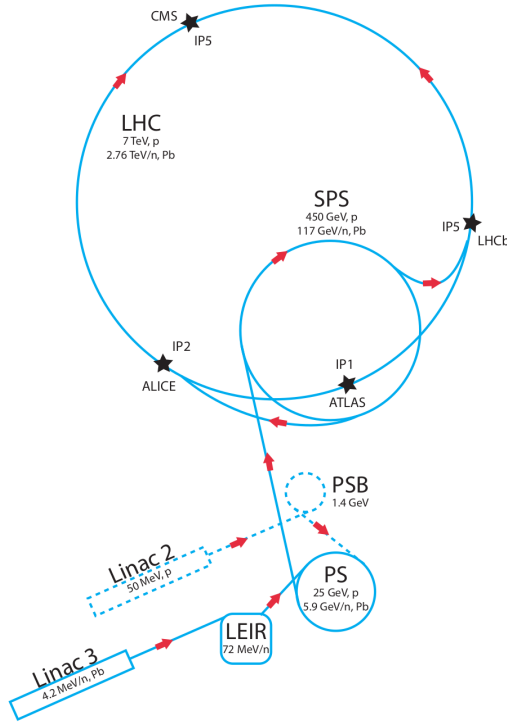 CMS
IP5
LHC
7 TeV, p
2.76 TeV/n, Pb
SPS
450 GeV, p
117 GeV/n, Pb
IP5
LHCb
IP2
ALICE
IP1
ATLAS
PSB
1.4 GeV
Linac 2
50 MeV, p
PS
25 GeV, p
5.9 GeV/n, Pb
LEIR
72 MeV/n
Linac 3
4.2 MeV/n, Pb